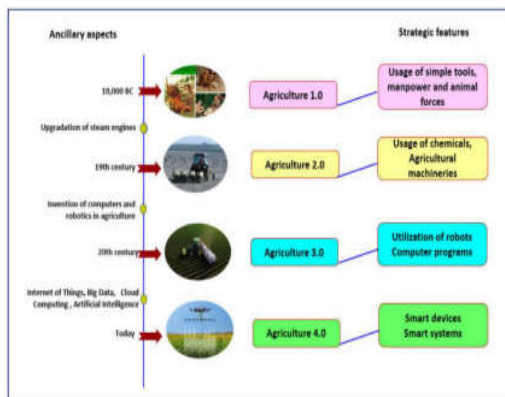 Ancillary aspects
Strategic features
10,000 BC
Agriculture 1.0
Usage of simple tools,
manpower and animal
forces
Upgradation of steam engines
19th century
Agriculture 2.0
Usage of chemicals,
Agricultural
machineries
Invention of computers and
robotics in agriculture
20th century
Agriculture 3.0
Utilization of robots
Computer programs
Internet of Things, Big Data, Cloud
Computing , Artificial Intelligence
Today
Agriculture 4.0
Smart devices
Smart systems